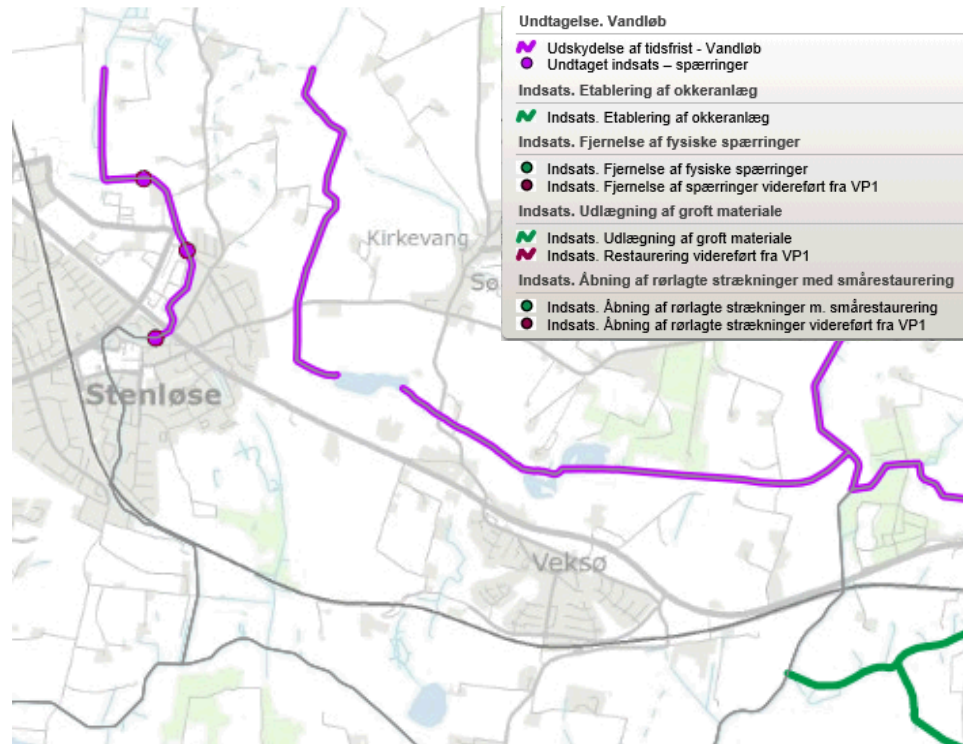 Undtagelse. Vandløb
Udskydelse af tidsfrist - Vandløb
Undtaget indsats – spærringer
Indsats. Etablering af okkeranlæg
Indsats. Etablering af okkeranlæg
Indsats. Fjernelse af fysiske spærringer
Indsats. Fjernelse af fysiske spærringer
Indsats. Fjernelse af spærringer videreført fra VP1
Indsats. Udlægning af groft materiale
Indsats. Udlægning af groft materiale
Indsats. Restaurering videreført fra VP1
Indsats. Åbning af rørlagte strækninger med smårestaurering
Indsats. Åbning af rørlagte strækninger m. smårestaurering
Indsats. Åbning af rørlagte strækninger videreført fra VP1
Kirkevang
Sø
Stenløse
Veksø